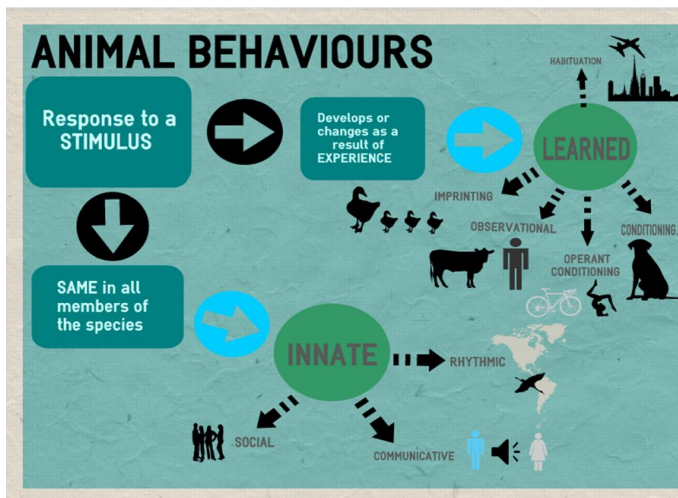 ANIMAL BEHAVIOURS
Response to a
STIMULUS
Develops or
changes as a
result of
EXPERIENCE
HABITUATION
LEARNED
IMPRINTING
OBSERVATIONAL
OPERANT
CONDITIONING
CONDITIONING.
SAME in all
members of
the species
INNATE
RHYTHMIC
SOCIAL
COMMUNICATIVE